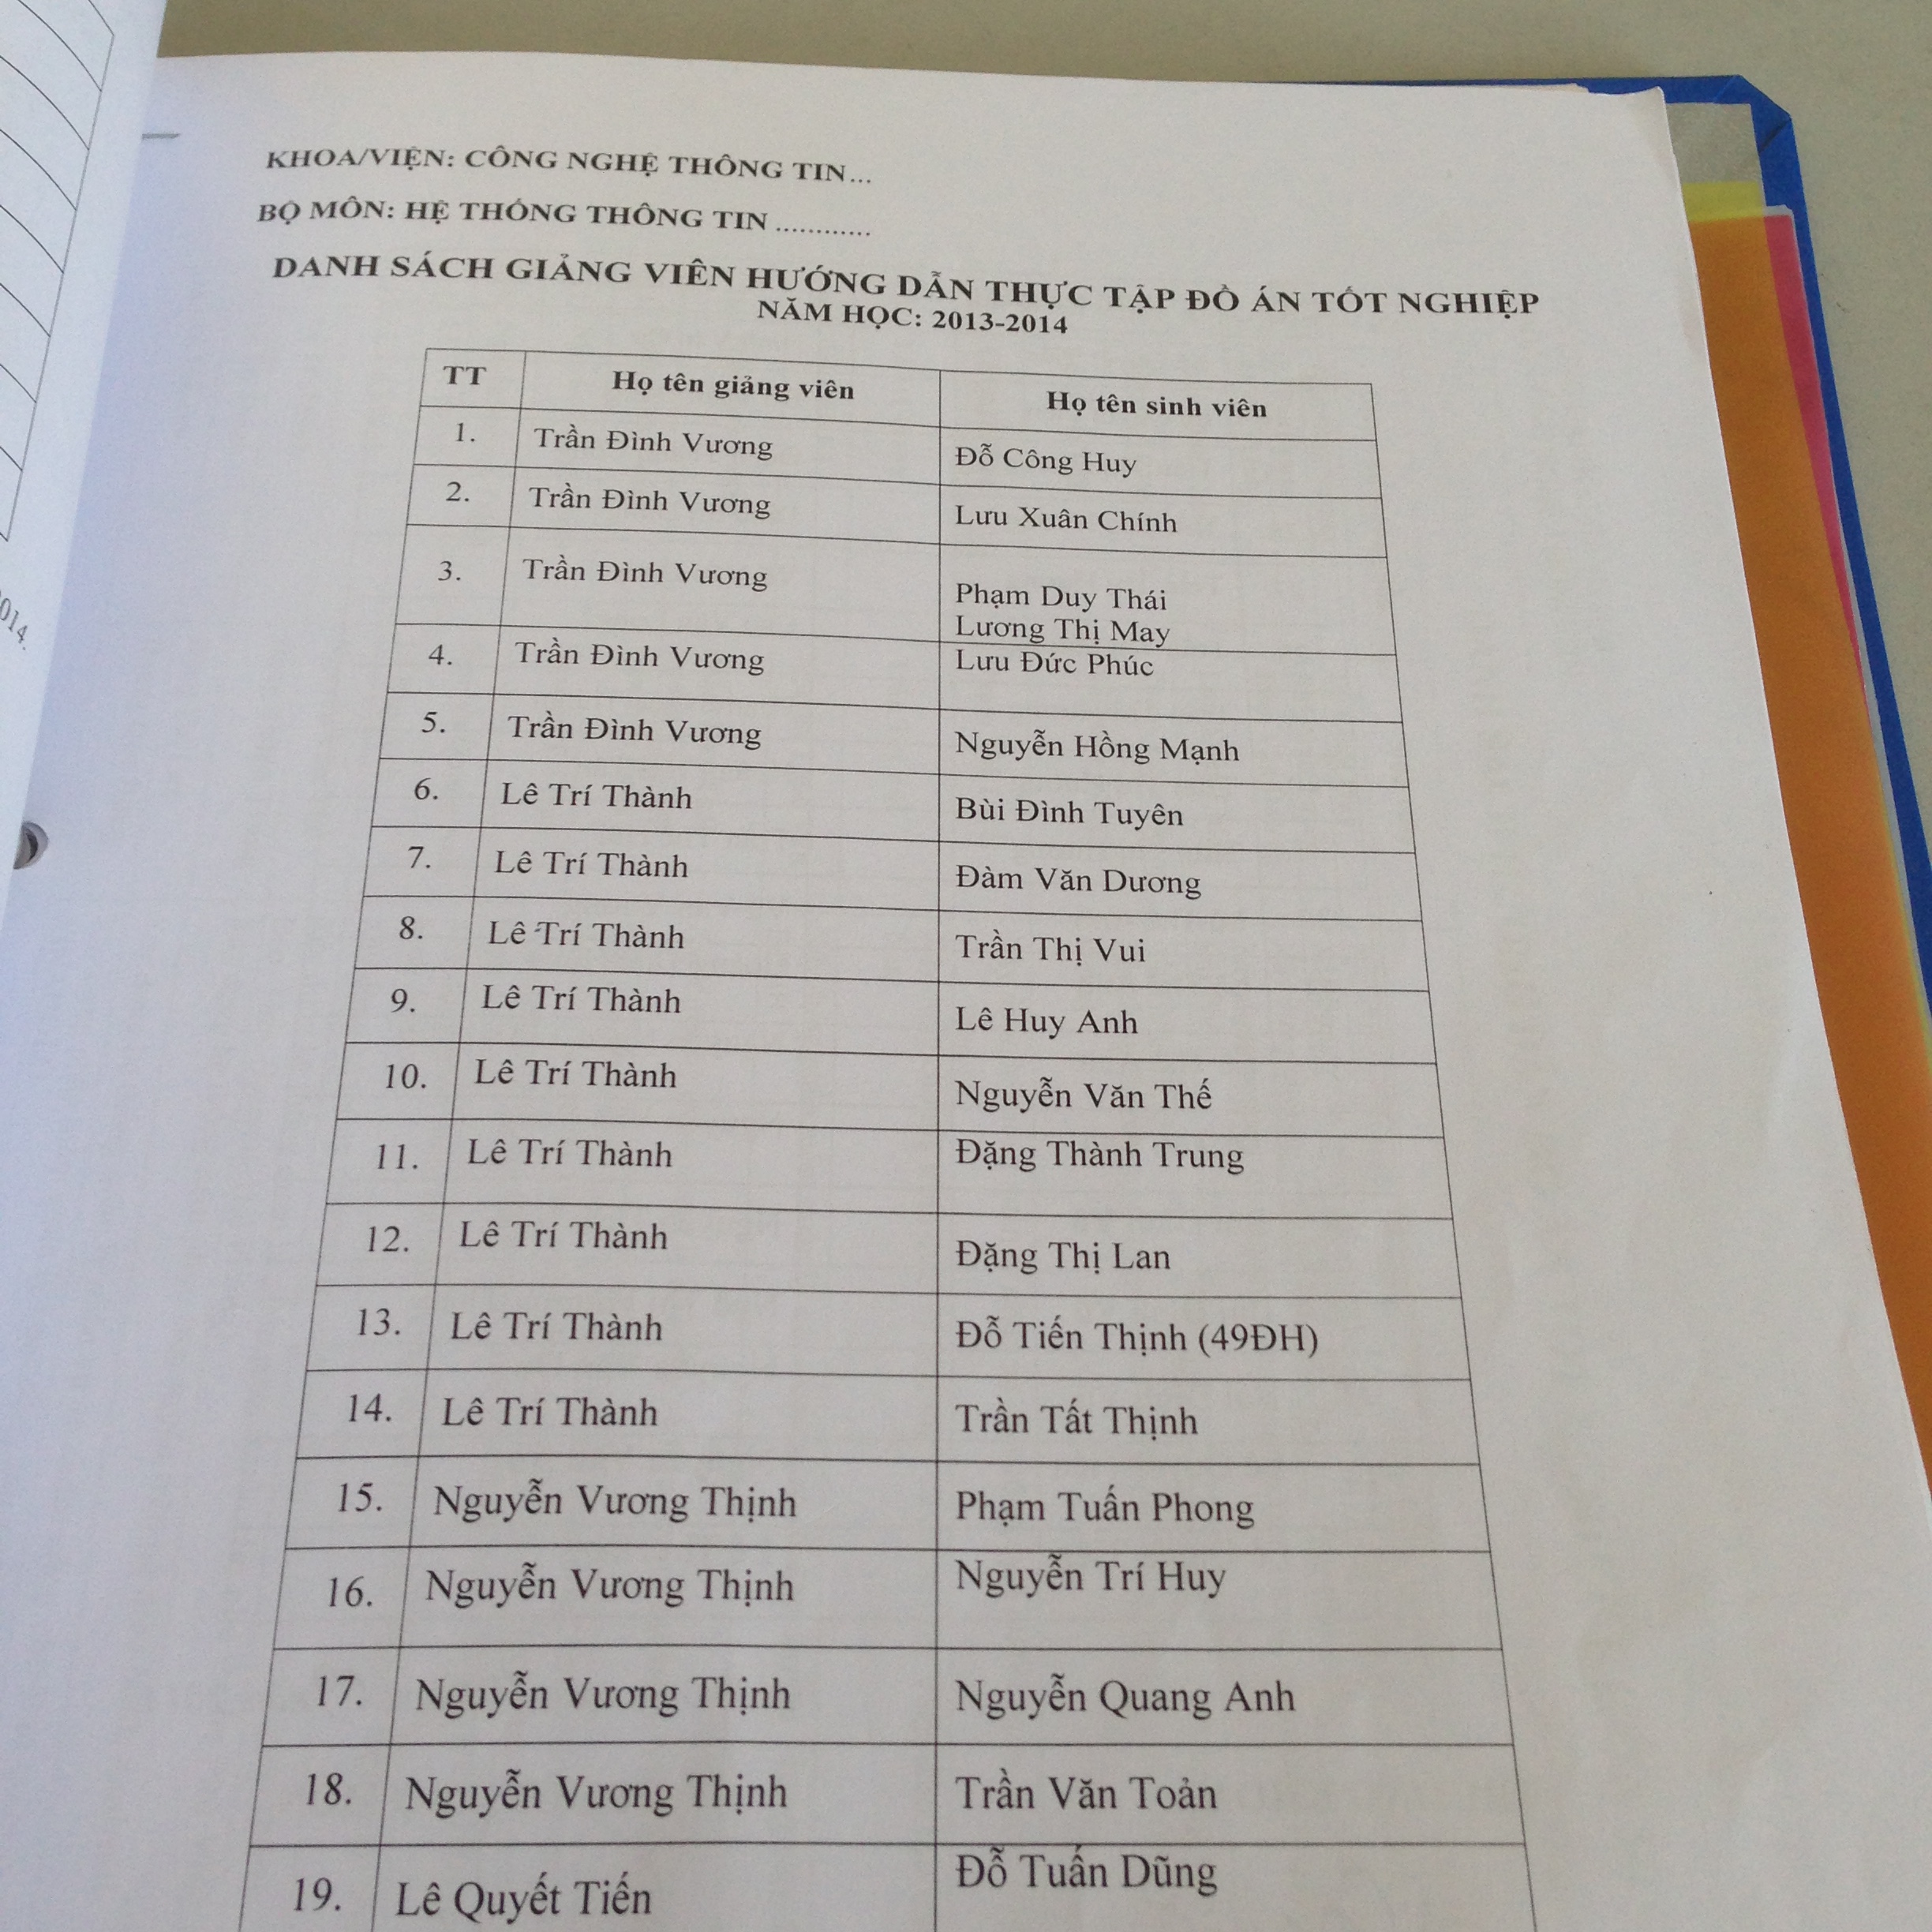 KHOA/VIỆN: CÔNG NGHỆ THÔNG TIN...
BỘ MÔN: HỆ THỐNG THÔNG TIN ............
DANH SÁCH GIẢNG VIÊN HƯỚNG DẪN THỰC TẬP ĐỒ ÁN TỐT NGHIỆP
NĂM HỌC: 2013-2014
TT Họ tên giảng viên Họ tên sinh viên
1. Trần Đình Vương Đỗ Công Huy
2. Trần Đình Vương Lưu Xuân Chính
3. Trần Đình Vương Phạm Duy Thái
Lương Thị May
4. Trần Đình Vương Lưu Đức Phúc
5. Trần Đình Vương Nguyễn Hồng Mạnh
6. Lê Trí Thành Bùi Đình Tuyên
7. Lê Trí Thành Đàm Văn Dương
8. Lê Trí Thành Trần Thị Vui
9. Lê Trí Thành Lê Huy Anh
10. Lê Trí Thành Nguyễn Văn Thế
11. Lê Trí Thành Đặng Thành Trung
12. Lê Trí Thành Đặng Thị Lan
13. Lê Trí Thành Đỗ Tiến Thịnh (49ĐH)
14. Lê Trí Thành Trần Tất Thịnh
15. Nguyễn Vương Thịnh Phạm Tuấn Phong
16. Nguyễn Vương Thịnh Nguyễn Trí Huy
17. Nguyễn Vương Thịnh Nguyễn Quang Anh
18. Nguyễn Vương Thịnh Trần Văn Toản
19. Lê Quyết Tiến Đỗ Tuấn Dũng